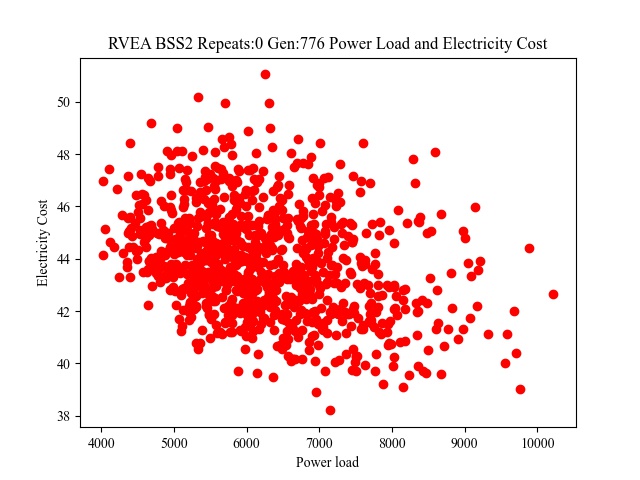 RVEA BSS2 Repeats:0 Gen:776 Power Load and Electricity Cost
Electricity Cost
50
48
46
44
42
40
38
4000 5000 6000 7000 8000 9000 10000
Power load